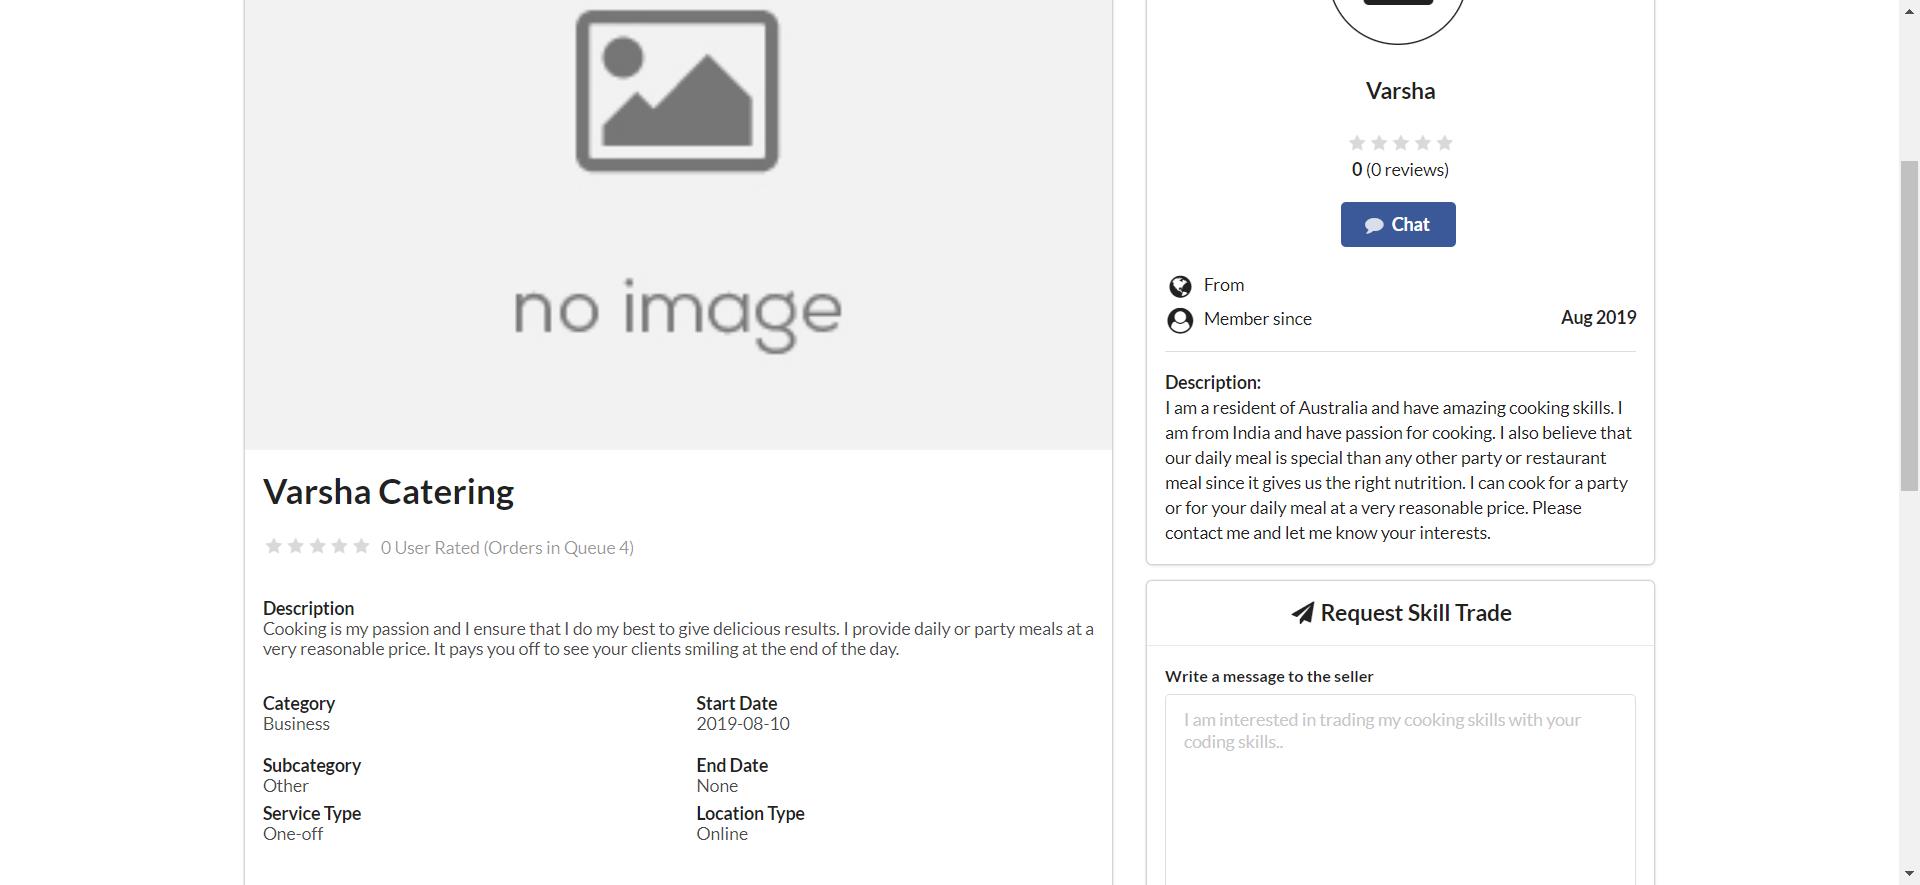 no image
Varsha Catering
0 User Rated (Orders in Queue 4)
Description
Cooking is my passion and I ensure that I do my best to give delicious results. I provide daily or party meals at a
very reasonable price. It pays you off to see your clients smiling at the end of the day.
Category
Business
Start Date
2019-08-10
Subcategory
Other
End Date
None
Service Type
One-off
Location Type
Online
Varsha
0 (0 reviews)
Chat
From
Member since Aug 2019
Description:
I am a resident of Australia and have amazing cooking skills. I
am from India and have passion for cooking. I also believe that
our daily meal is special than any other party or restaurant
meal since it gives us the right nutrition. I can cook for a party
or for your daily meal at a very reasonable price. Please
contact me and let me know your interests.
Request Skill Trade
Write a message to the seller
I am interested in trading my cooking skills with your
coding skills..